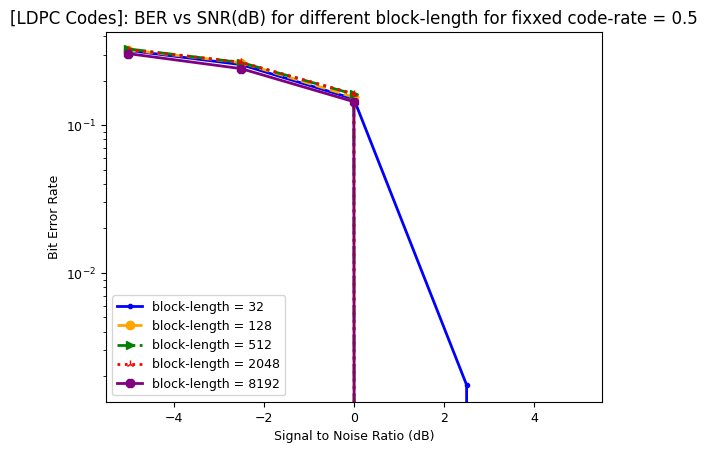 [LDPC Codes]: BER vs SNR(dB) for different block-length for fixxed code-rate = 0.5
Bit Error Rate
10⁻¹
10⁻²
block-length = 32
block-length = 128
block-length = 512
block-length = 2048
block-length = 8192
−4 −2 0 2 4
Signal to Noise Ratio (dB)